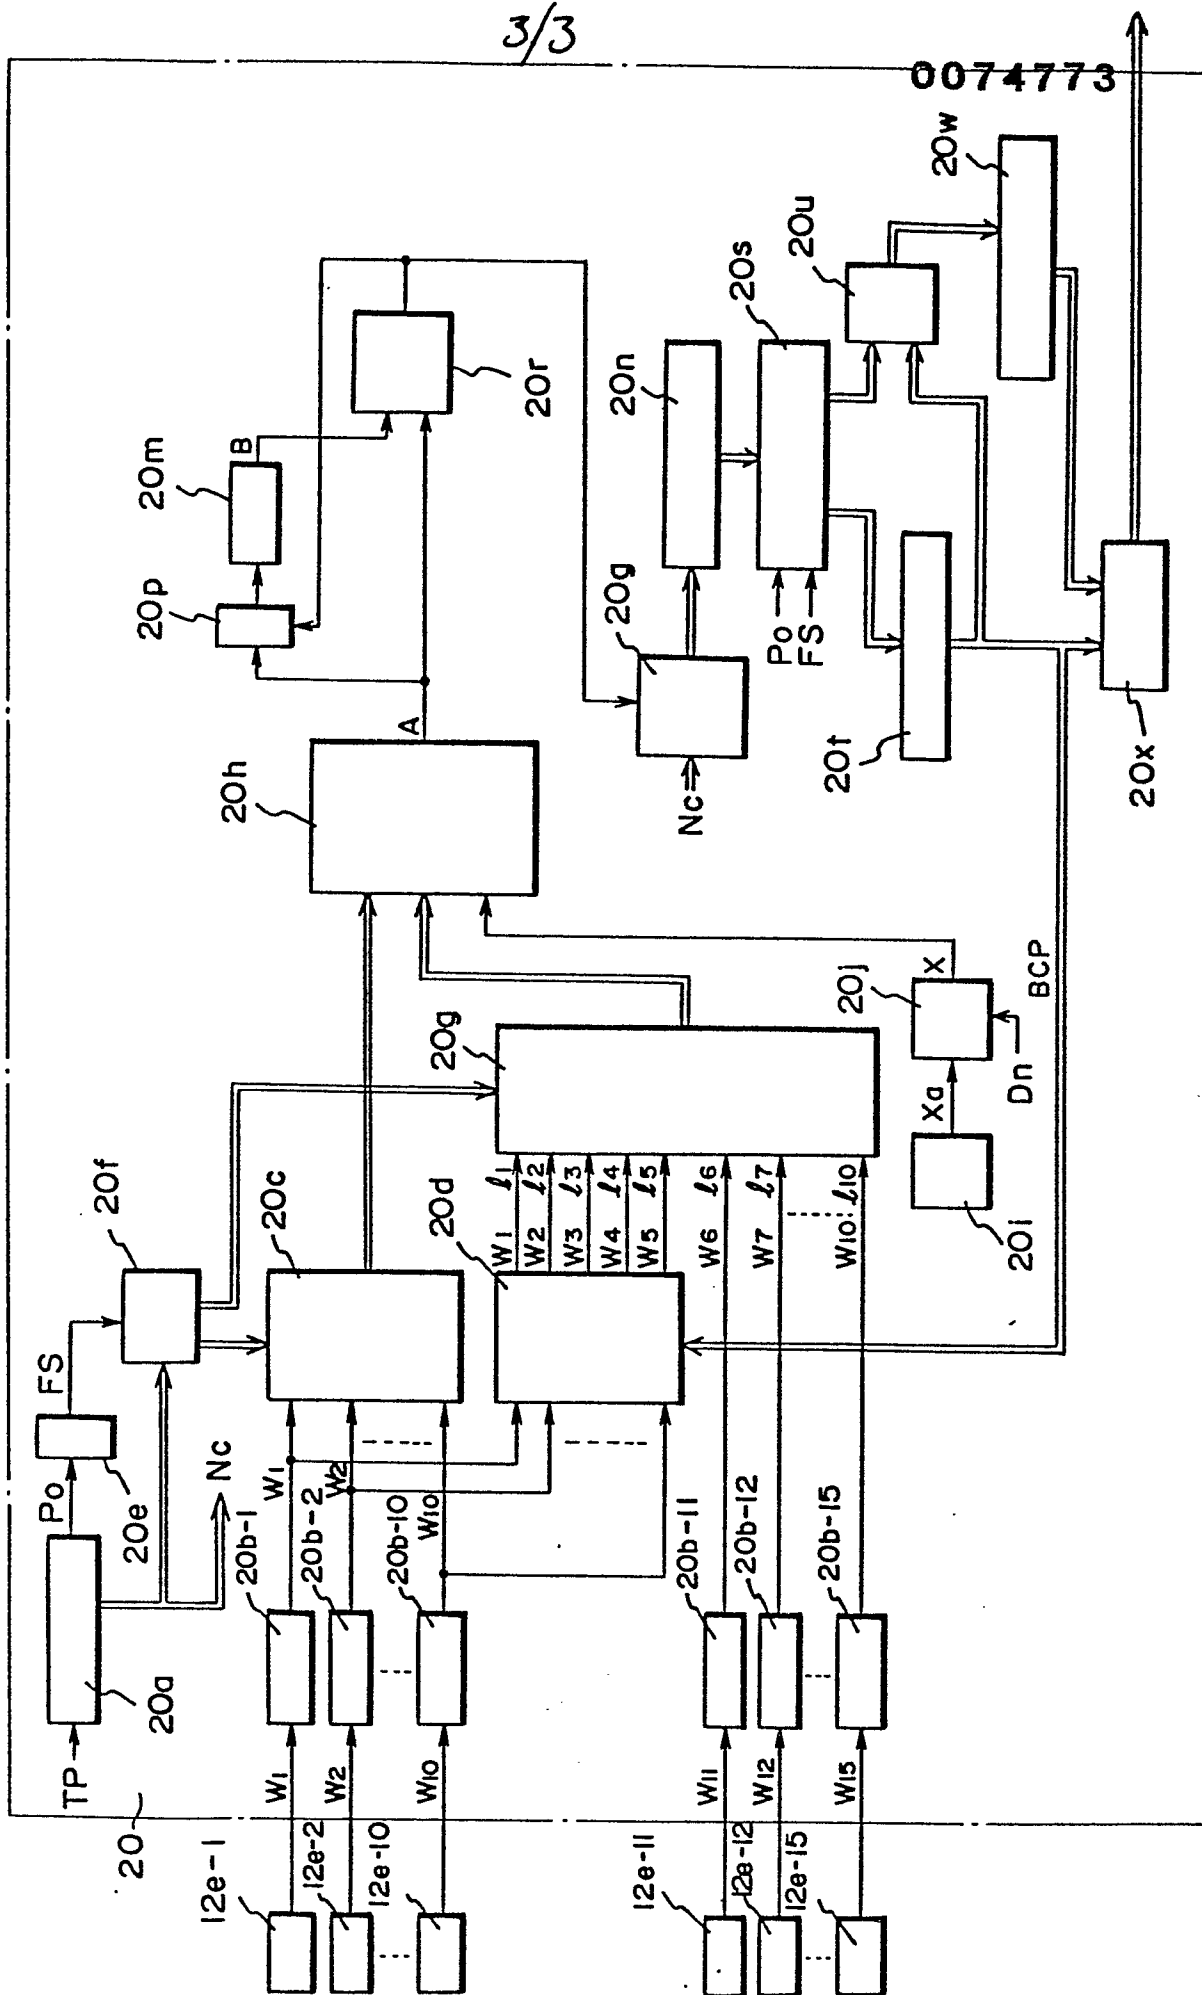 3/3
0074773
20
TP
20a
Po
20e
FS
20f
Nc
12e-1
W1
20b-1
W1
20c
12e-2
W2
20b-2
W2
12e-10
W10
20b-10
W10
20d
W1 ℓ1
W2 ℓ2
W3 ℓ3
W4 ℓ4
W5 ℓ5
W6 ℓ6
W7 ℓ7
W10 ℓ10
12e-11
W11
20b-11
12e-12
W12
20b-12
12e-15
W15
20b-15
20g
20h
A
20p
20m
B
20r
20i
Xa
20j
X
Dn
BCP
Nc
20g
20n
Po
FS
20s
20t
20u
20w
20x